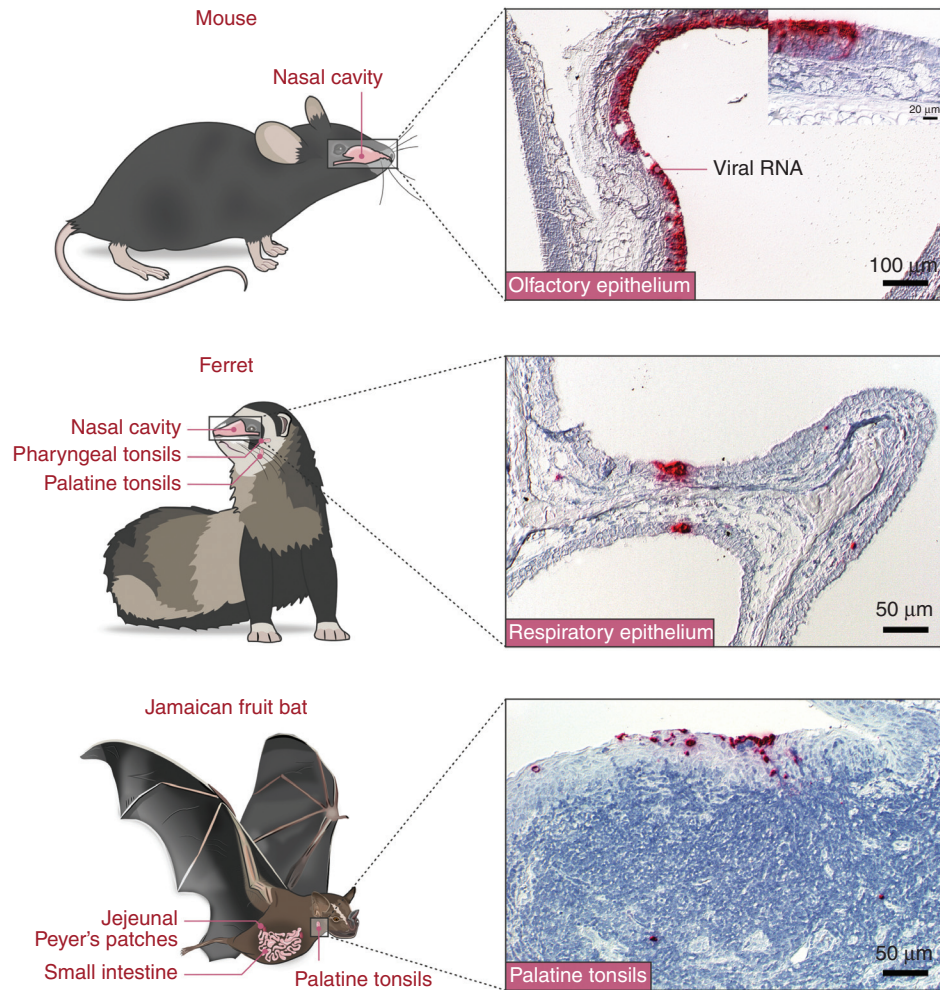 Mouse
Nasal cavity
20 μm
Viral RNA
100 μm
Olfactory epithelium
Ferret
Nasal cavity
Pharyngeal tonsils
Palatine tonsils
50 μm
Respiratory epithelium
Jamaican fruit bat
Jejeunal
Peyer's patches
Small intestine
Palatine tonsils
50 μm
Palatine tonsils